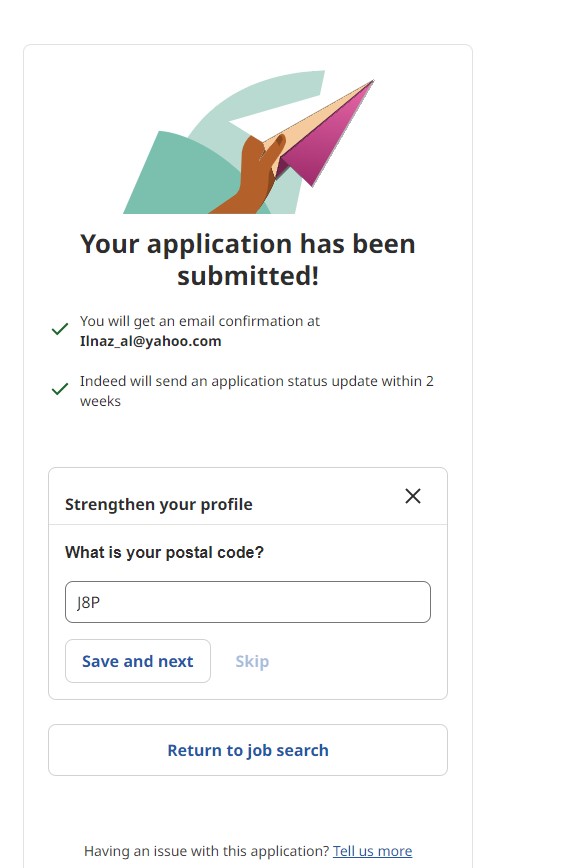 Your application has been
submitted!
You will get an email confirmation at
Ilnaz_al@yahoo.com
Indeed will send an application status update within 2
weeks
Strengthen your profile
What is your postal code?
J8P
Save and next
Skip
Return to job search
Having an issue with this application? Tell us more